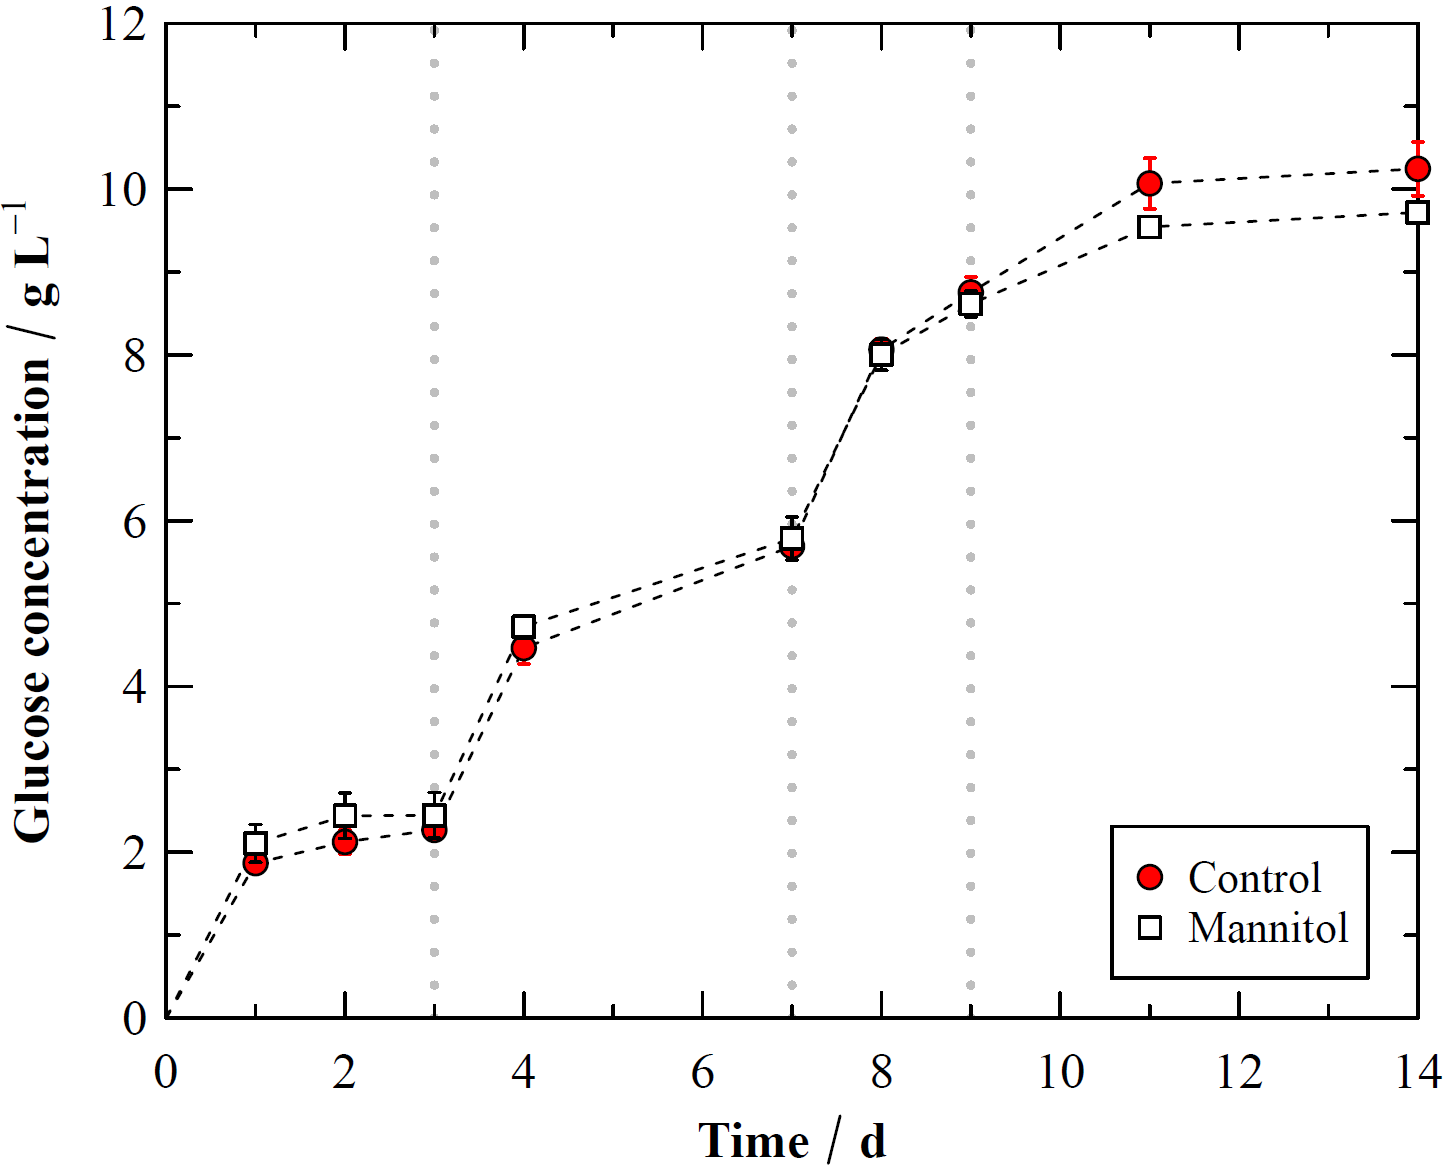 12
10
8
6
4
2
0
Glucose concentration / g L⁻¹
Control
Mannitol
0 2 4 6 8 10 12 14
Time / d